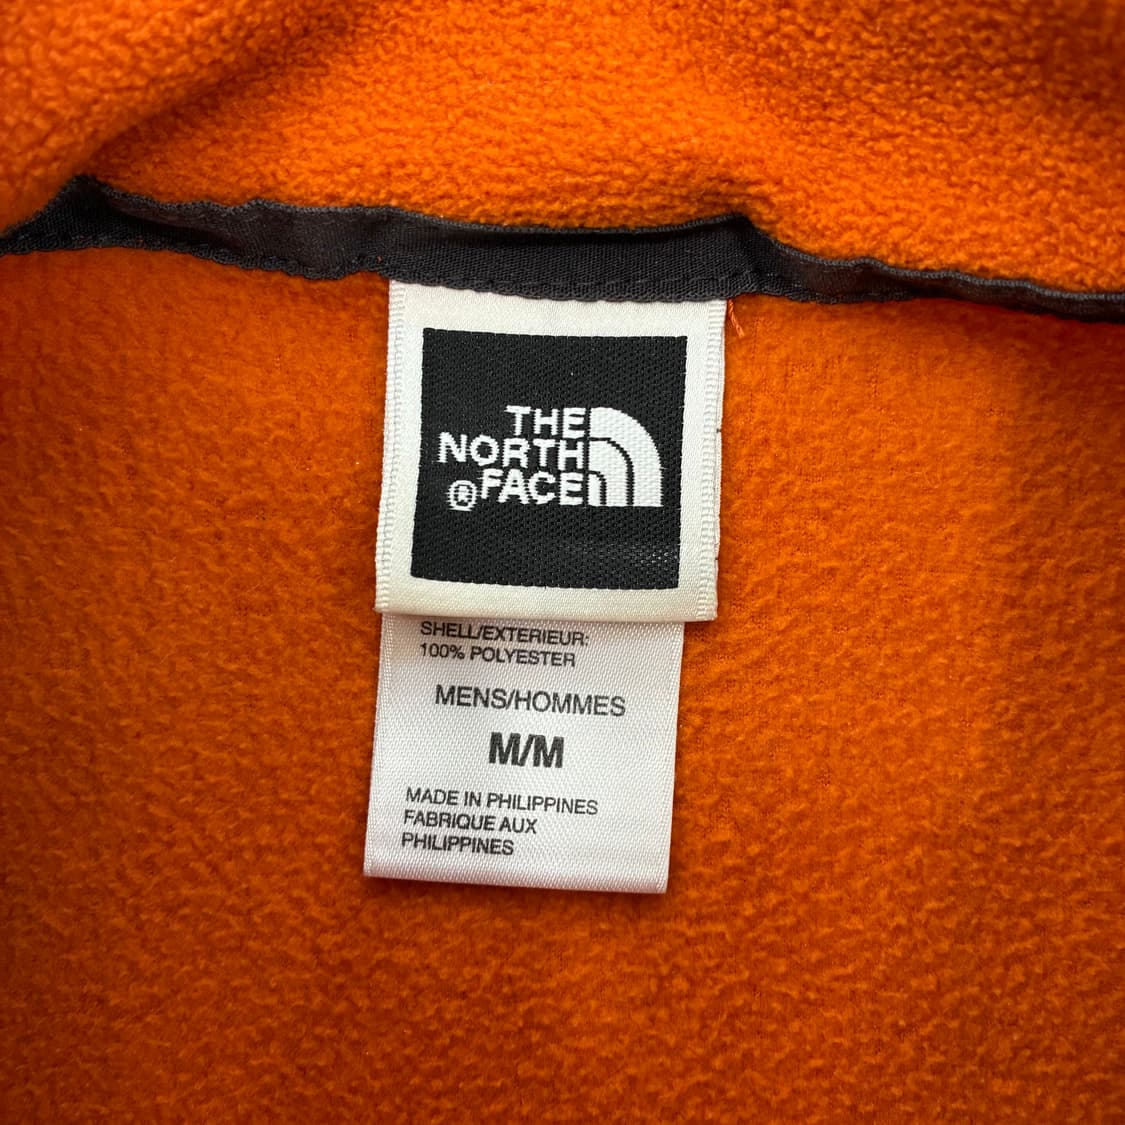 THE
NORTH
® FACE
SHELL/EXTERIEUR:
100% POLYESTER
MENS/HOMMES
M/M
MADE IN PHILIPPINES
FABRIQUE AUX
PHILIPPINES